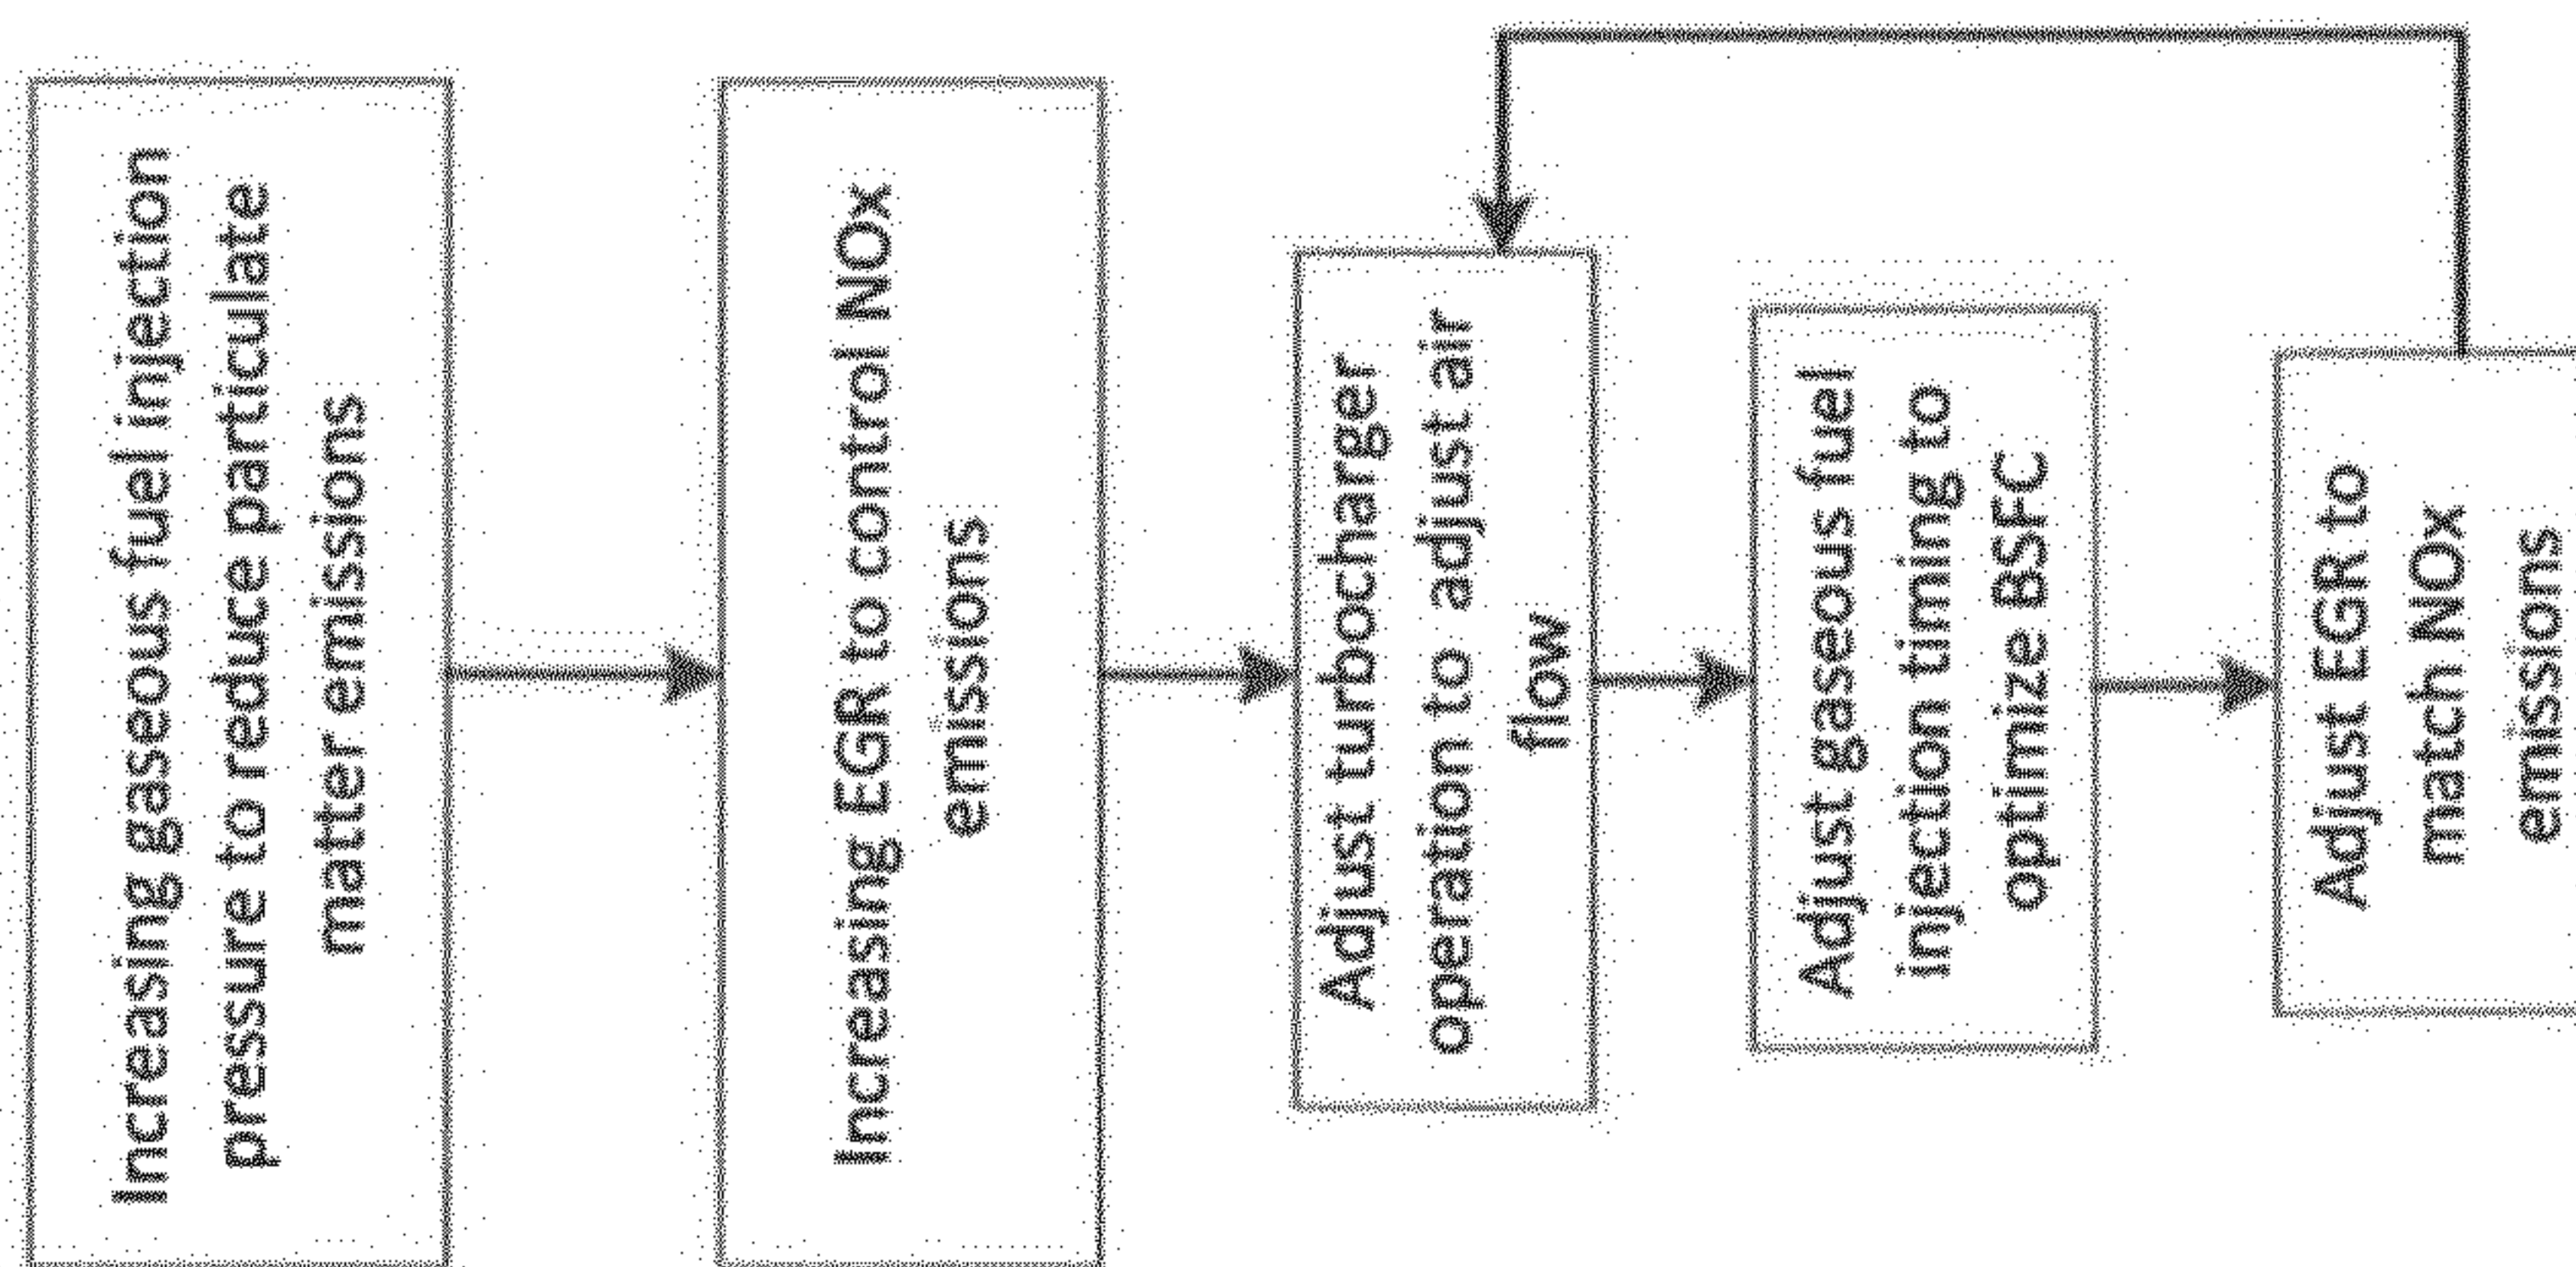 Increasing gaseous fuel injection
pressure to reduce particulate
matter emissions
Increasing EGR to control NOx
emissions
Adjust turbocharger
operation to adjust air
flow
Adjust gaseous fuel
injection timing to
optimize BSFC
Adjust EGR to
match NOx
emissions